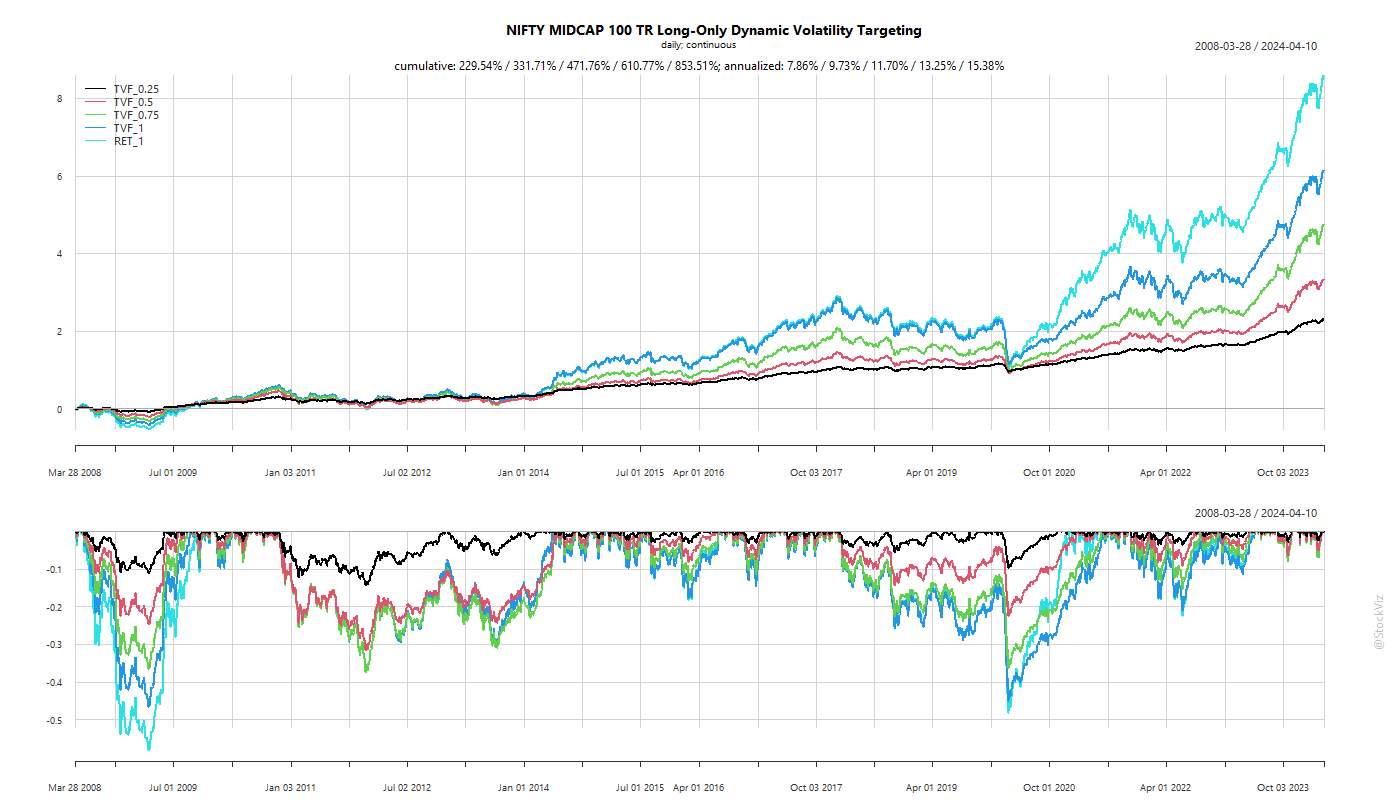 NIFTY MIDCAP 100 TR Long-Only Dynamic Volatility Targeting
daily; continuous
2008-03-28 / 2024-04-10
cumulative: 229.54% / 331.71% / 471.76% / 610.77% / 853.51%; annualized: 7.86% / 9.73% / 11.70% / 13.25% / 15.38%
TVF_0.25
TVF_0.5
TVF_0.75
TVF_1
RET_1
8
6
4
2
0
Mar 28 2008 Jul 01 2009 Jan 03 2011 Jul 02 2012 Jan 01 2014 Jul 01 2015 Apr 01 2016 Oct 03 2017 Apr 01 2019 Oct 01 2020 Apr 01 2022 Oct 03 2023
2008-03-28 / 2024-04-10
-0.1
-0.2
-0.3
-0.4
-0.5
Mar 28 2008 Jul 01 2009 Jan 03 2011 Jul 02 2012 Jan 01 2014 Jul 01 2015 Apr 01 2016 Oct 03 2017 Apr 01 2019 Oct 01 2020 Apr 01 2022 Oct 03 2023
@StockViz